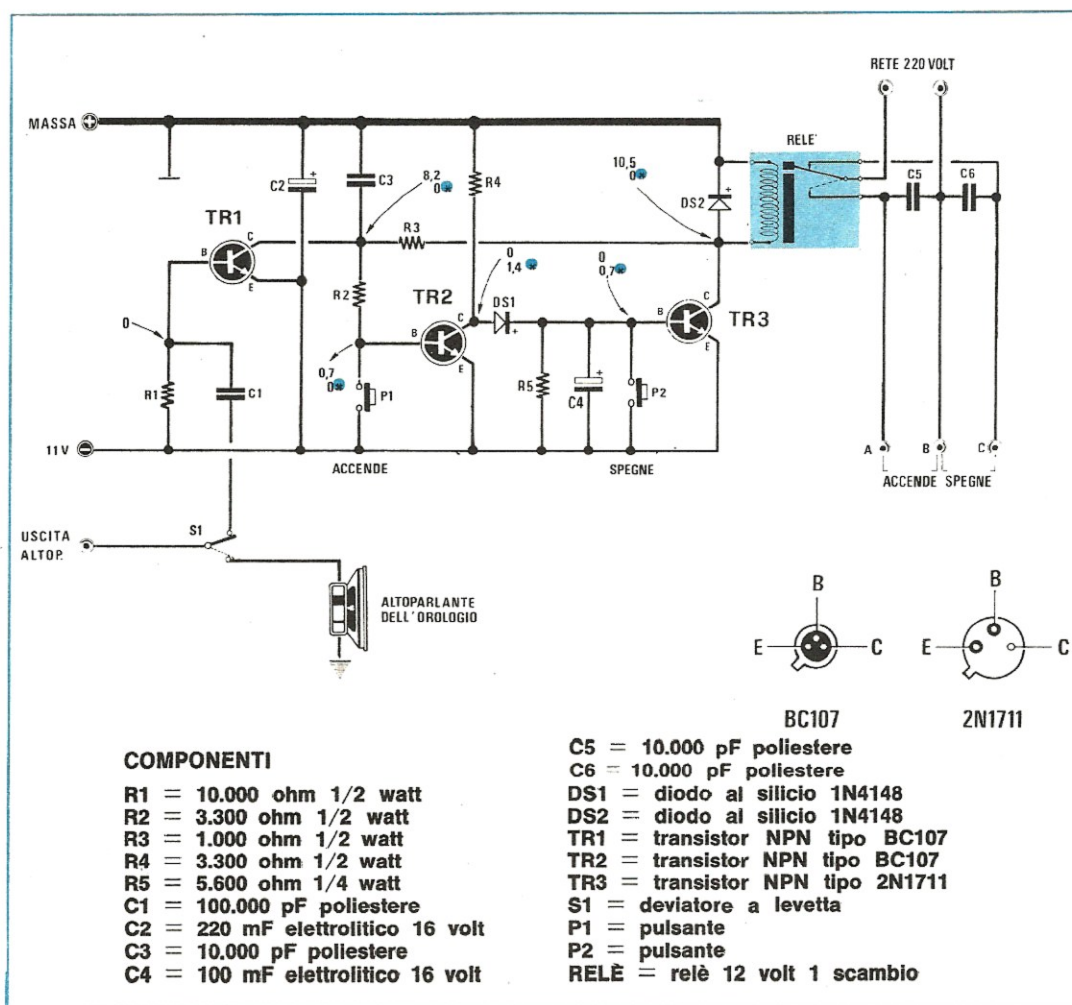 RETE 220 VOLT
MASSA +
RELE'
C2 +
C3
8,2
0*
R4
10,5
0*
DS2 +
C5
C6
TR1
R3
B
C
E
R2
TR2
0
1,4*
DS1
+
0
0,7*
B
C
E
TR3
0
B
C
E
0,7
0*
R1
C1
P1
R5
C4
+
P2
11V -
ACCENDE
SPEGNE
A
B
C
ACCENDE SPEGNE
S1
USCITA
ALTOP.
ALTOPARLANTE
DELL'OROLOGIO
B
E
C
BC107
B
E
C
2N1711
COMPONENTI
R1 = 10.000 ohm 1/2 watt
R2 = 3.300 ohm 1/2 watt
R3 = 1.000 ohm 1/2 watt
R4 = 3.300 ohm 1/2 watt
R5 = 5.600 ohm 1/4 watt
C1 = 100.000 pF poliestere
C2 = 220 mF elettrolitico 16 volt
C3 = 10.000 pF poliestere
C4 = 100 mF elettrolitico 16 volt
C5 = 10.000 pF poliestere
C6 = 10.000 pF poliestere
DS1 = diodo al silicio 1N4148
DS2 = diodo al silicio 1N4148
TR1 = transistor NPN tipo BC107
TR2 = transistor NPN tipo BC107
TR3 = transistor NPN tipo 2N1711
S1 = deviatore a levetta
P1 = pulsante
P2 = pulsante
RELÈ = relè 12 volt 1 scambio